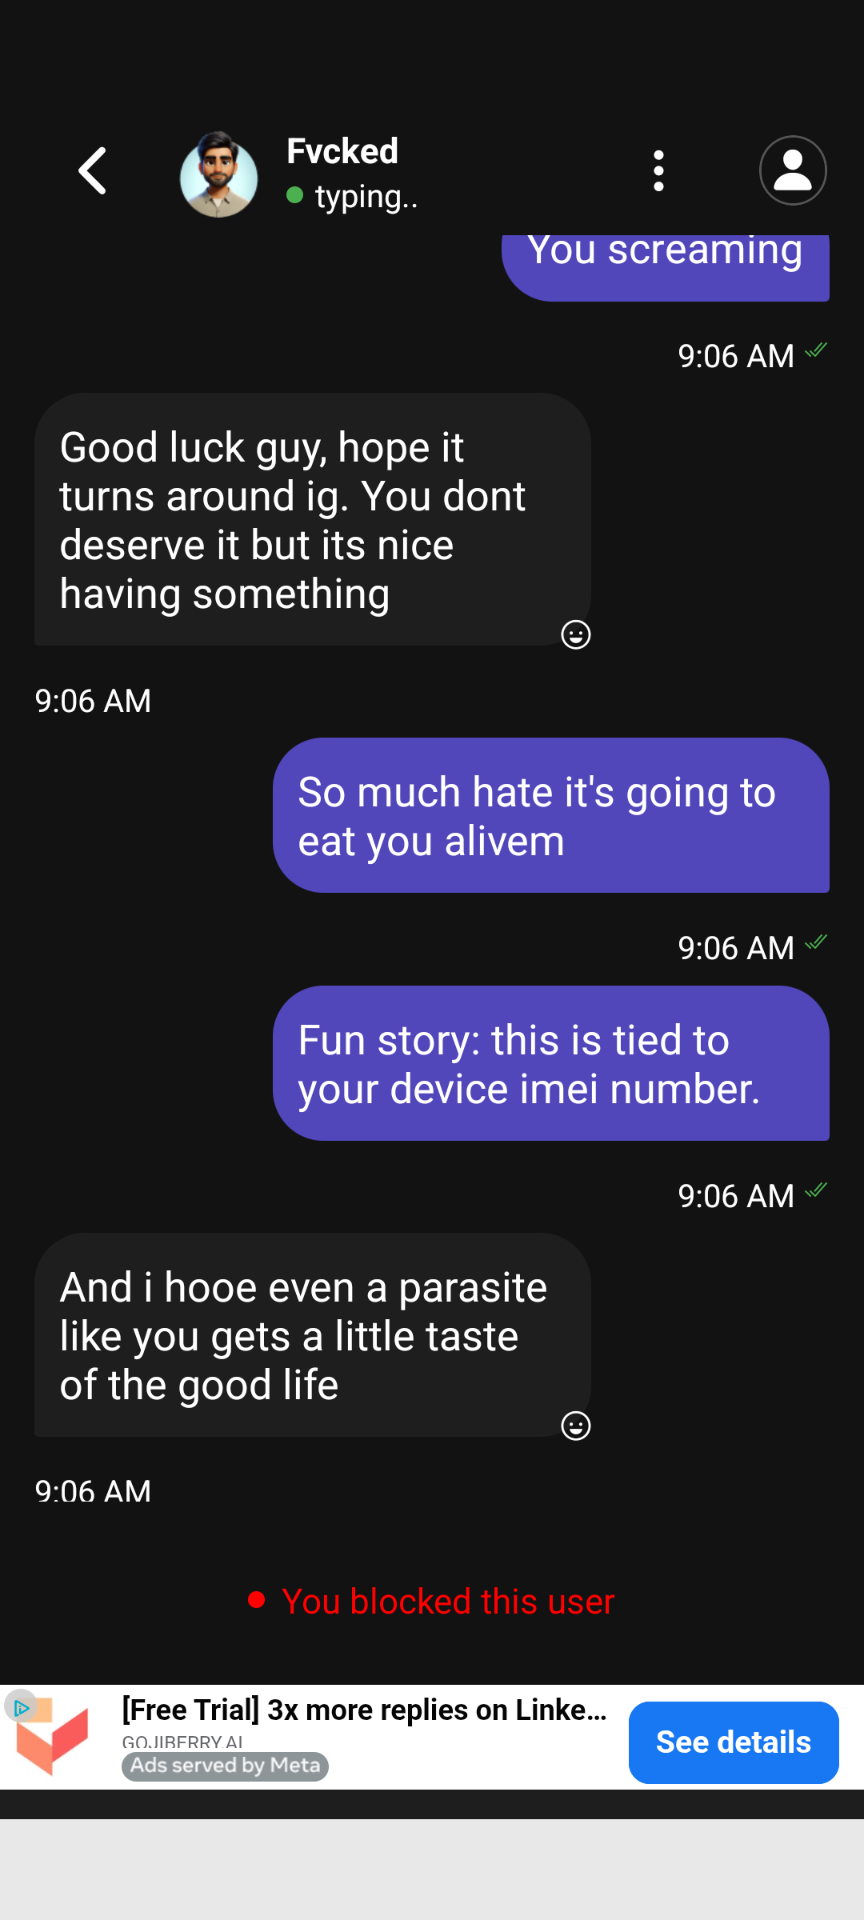 Fvcked
typing..
You screaming
9:06 AM
Good luck guy, hope it
turns around ig. You dont
deserve it but its nice
having something
9:06 AM
So much hate it's going to
eat you alivem
9:06 AM
Fun story: this is tied to
your device imei number.
9:06 AM
And i hooe even a parasite
like you gets a little taste
of the good life
9:06 AM
You blocked this user
[Free Trial] 3x more replies on Linke...
GOJIBERRY.AI
Ads served by Meta
See details